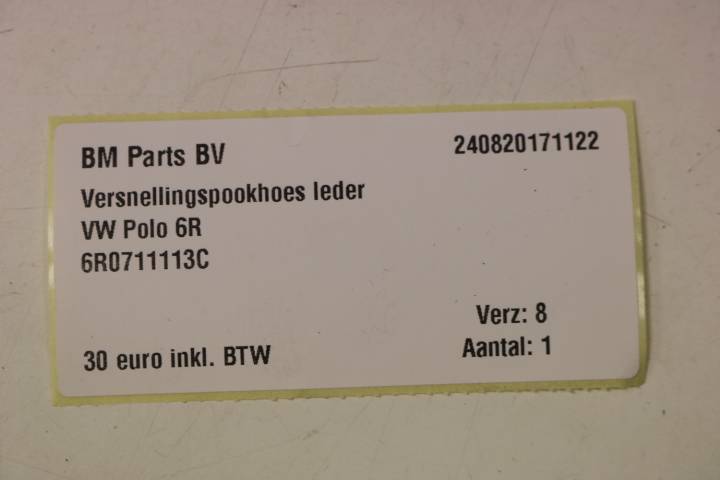 BM Parts BV 240820171122
Versnellingspookhoes leder
VW Polo 6R
6R0711113C
Verz: 8
30 euro inkl. BTW Aantal: 1